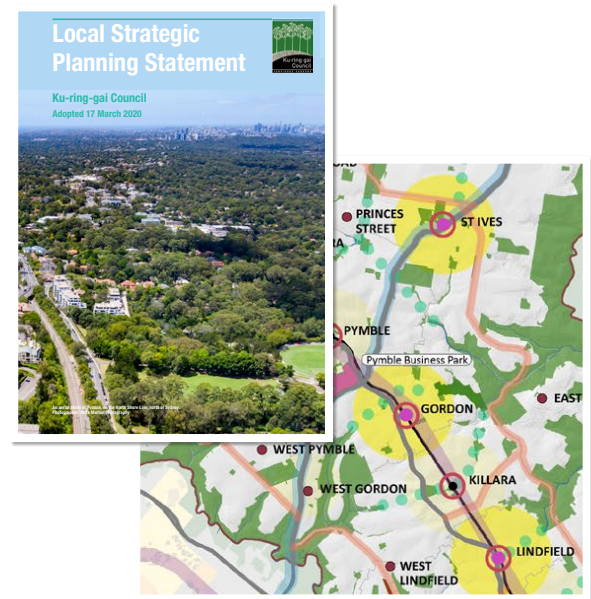 Local Strategic
Planning Statement
Ku-ring-gai
Council
Ku-ring-gai Council
Adopted 17 March 2020
PRINCES
STREET
ST IVES
PYMBLE
Pymble Business Park
GORDON
EAST
WEST PYMBLE
KILLARA
WEST GORDON
LINDFIELD
WEST
LINDFIELD